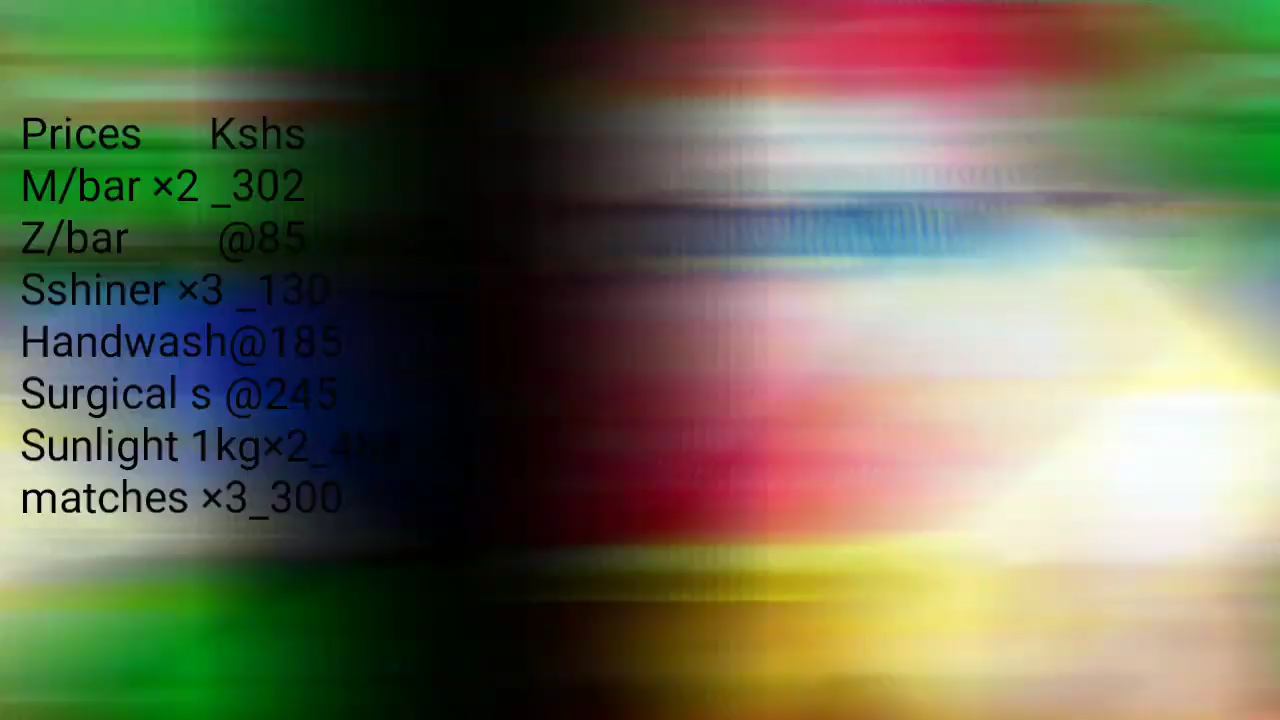 Prices Kshs
M/bar ×2 _302
Z/bar @85
Sshiner ×3 _130
Handwash@185
Surgical s @245
Sunlight 1kg×2_
matches ×3_300